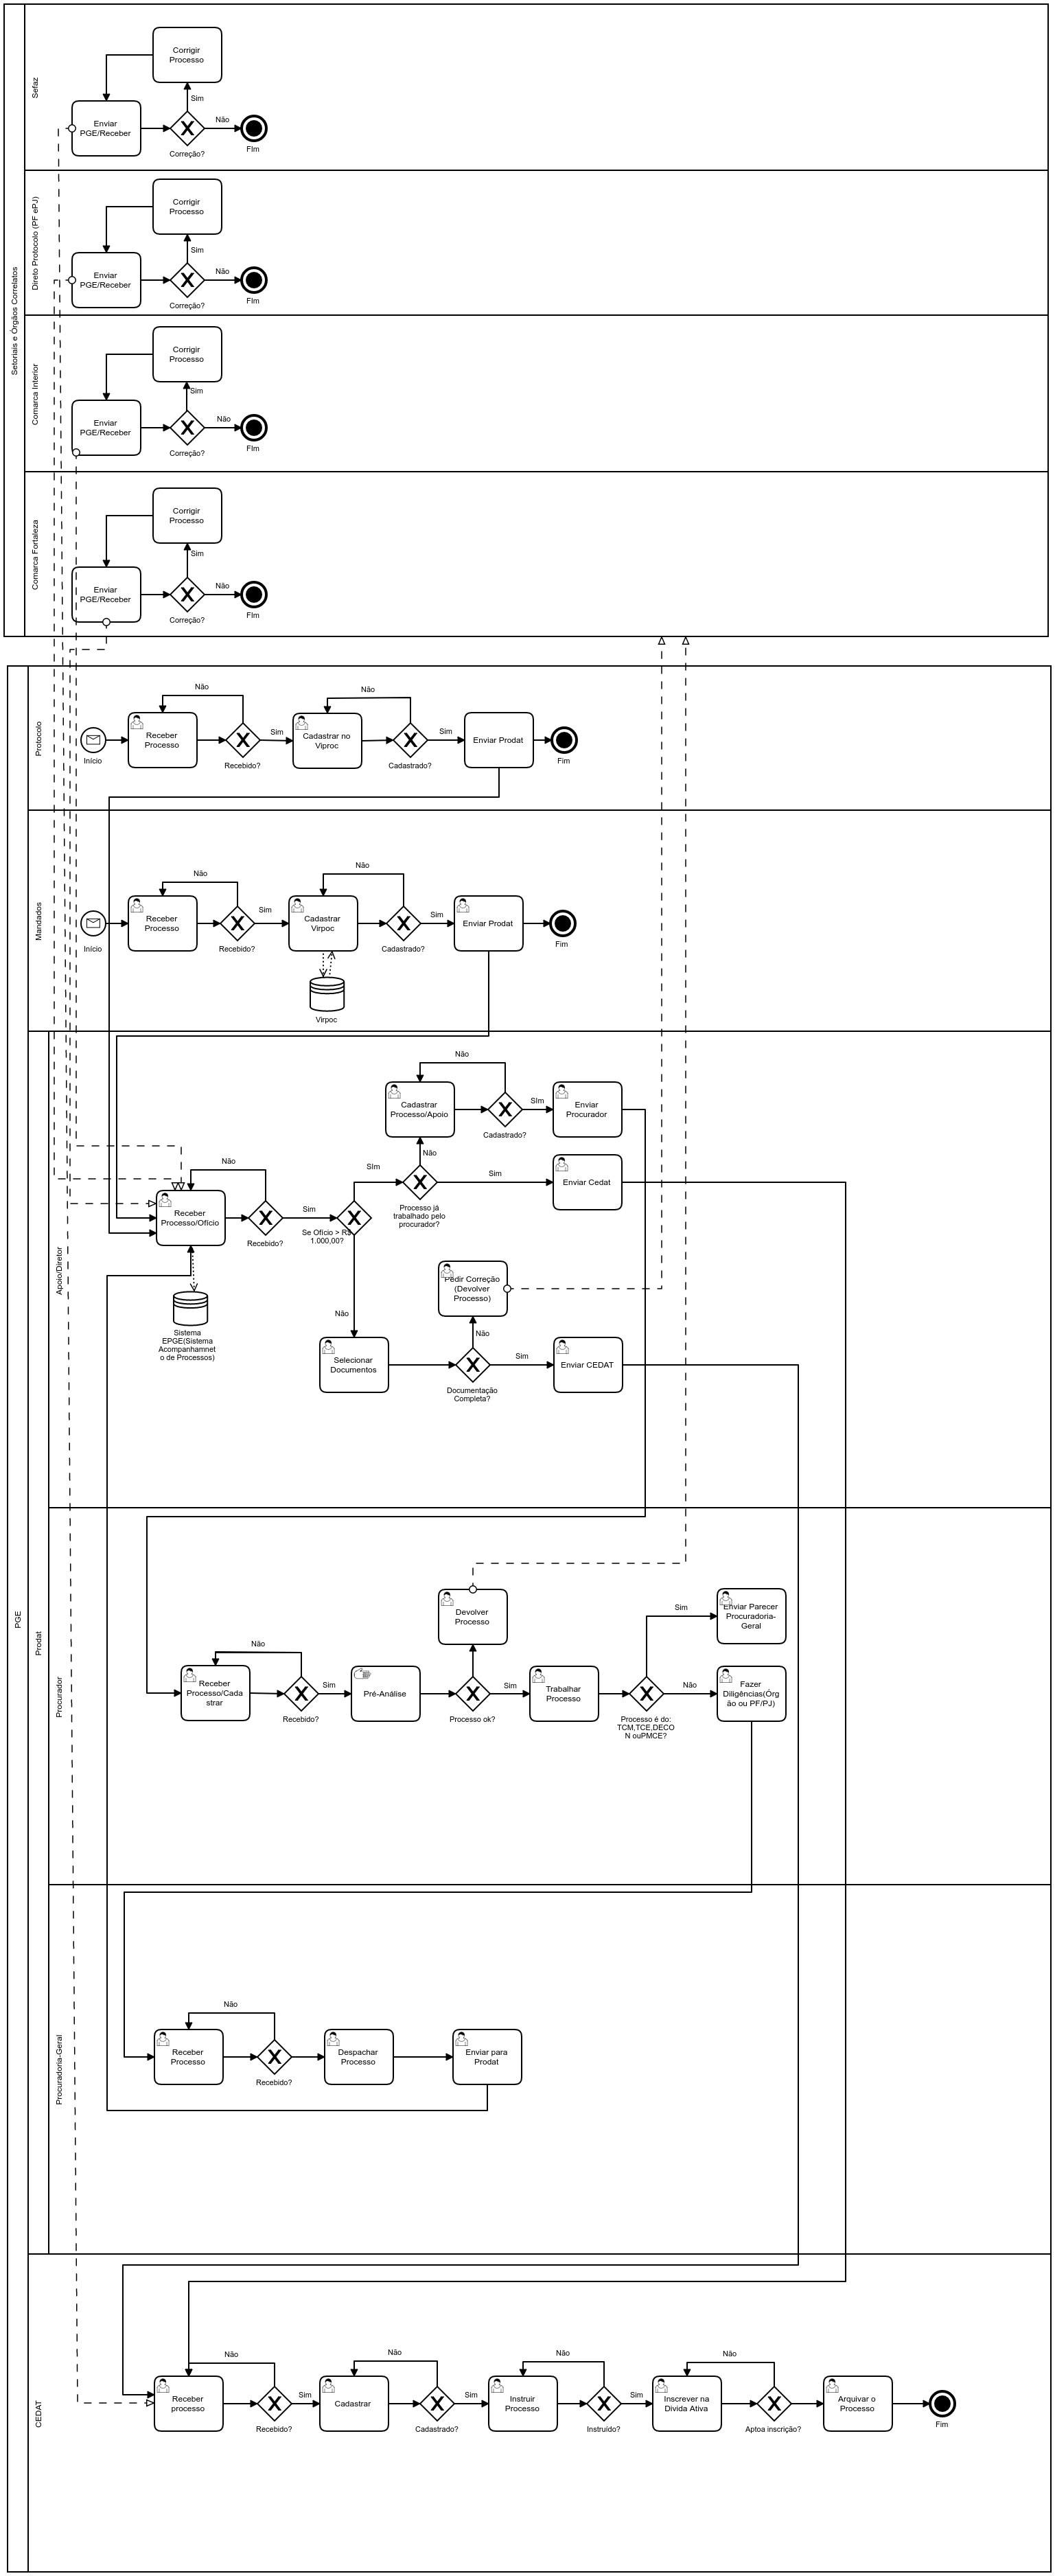 Setoriais e Órgãos Correlatos
Sefaz
Corrigir
Processo
Sim
Enviar
PGE/Receber
Não
Correção?
FIm
Direto Protocolo (PF ePJ)
Corrigir
Processo
Sim
Enviar
PGE/Receber
Não
Correção?
FIm
Comarca Interior
Corrigir
Processo
Sim
Enviar
PGE/Receber
Não
Correção?
FIm
Comarca Fortaleza
Corrigir
Processo
Sim
Enviar
PGE/Receber
Não
Correção?
FIm
PGE
Protocolo
Não
Não
Início
Receber
Processo
Recebido?
Sim
Cadastrar no
Viproc
Cadastrado?
Sim
Enviar Prodat
Fim
Mandados
Não
Não
Início
Receber
Processo
Recebido?
Sim
Cadastrar
Virpoc
Cadastrado?
Sim
Enviar Prodat
Fim
Virpoc
Prodat
Apoio/Diretor
Não
Cadastrar
Processo/Apoio
Cadastrado?
SIm
Enviar
Procurador
Não
SIm
Processo já
trabalhado pelo
procurador?
Sim
Enviar Cedat
Não
Receber
Processo/Ofício
Recebido?
Sim
Se Ofício > R$
1.000,00?
Sistema
EPGE(Sistema
Acompanhamnet
o de Processos)
Pedir Correção
(Devolver
Processo)
Não
Não
Selecionar
Documentos
Documentação
Completa?
Sim
Enviar CEDAT
Procurador
Devolver
Processo
Sim
Enviar Parecer
Procuradoria-
Geral
Não
Receber
Processo/Cada
strar
Recebido?
Sim
Pré-Análise
Processo ok?
Sim
Trabalhar
Processo
Processo é do:
TCM,TCE,DECO
N ouPMCE?
Não
Fazer
Diligências(Órg
ão ou PF/PJ)
Procuradoria-Geral
Não
Receber
Processo
Recebido?
Despachar
Processo
Enviar para
Prodat
CEDAT
Não
Não
Não
Não
Receber
processo
Recebido?
Sim
Cadastrar
Cadastrado?
Sim
Instruir
Processo
Instruído?
Sim
Inscrever na
Divida Ativa
Aptoa inscrição?
Arquivar o
Processo
Fim